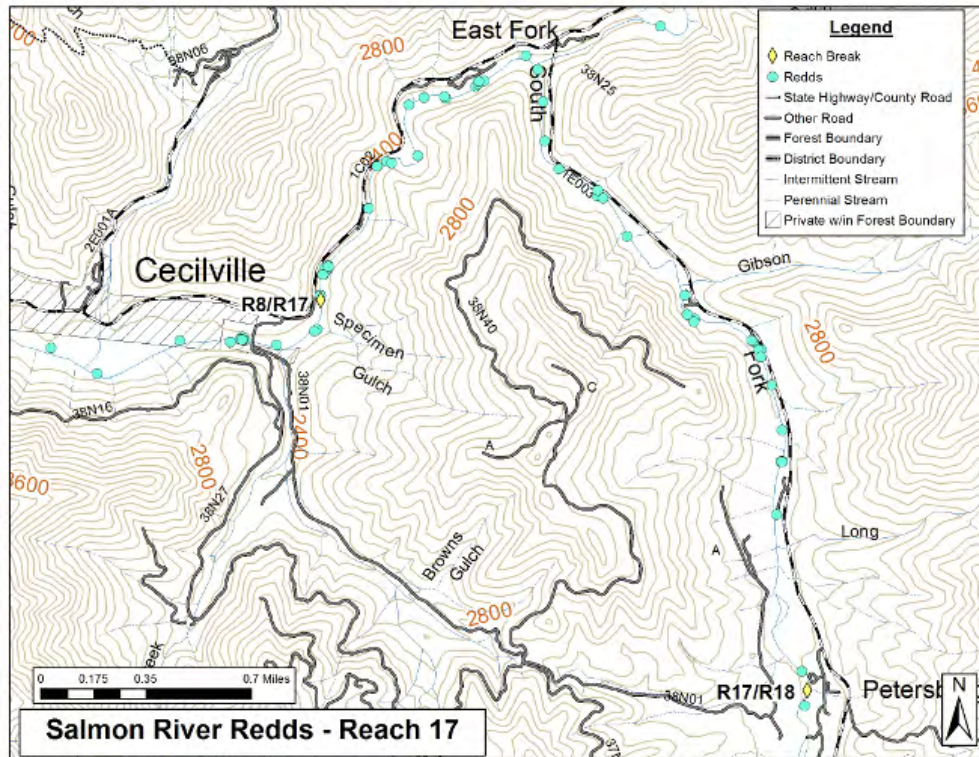 38N06
2800
East Fork
South
38N25
Legend
Reach Break
Redds
State Highway/County Road
Other Road
Forest Boundary
District Boundary
Intermittent Stream
Perennial Stream
Private w/in Forest Boundary
1C02
2400
1E003
2800
2E001A
Cecilville
R8/R17
Specimen
Gulch
38N40
Gibson
2800
Fork
38N16
38N01
2400
C
A
2800
3600
38N27
Browns
Gulch
A
Long
2800
0 0.175 0.35 0.7 Miles
38N01
R17/R18
N
Salmon River Redds - Reach 17